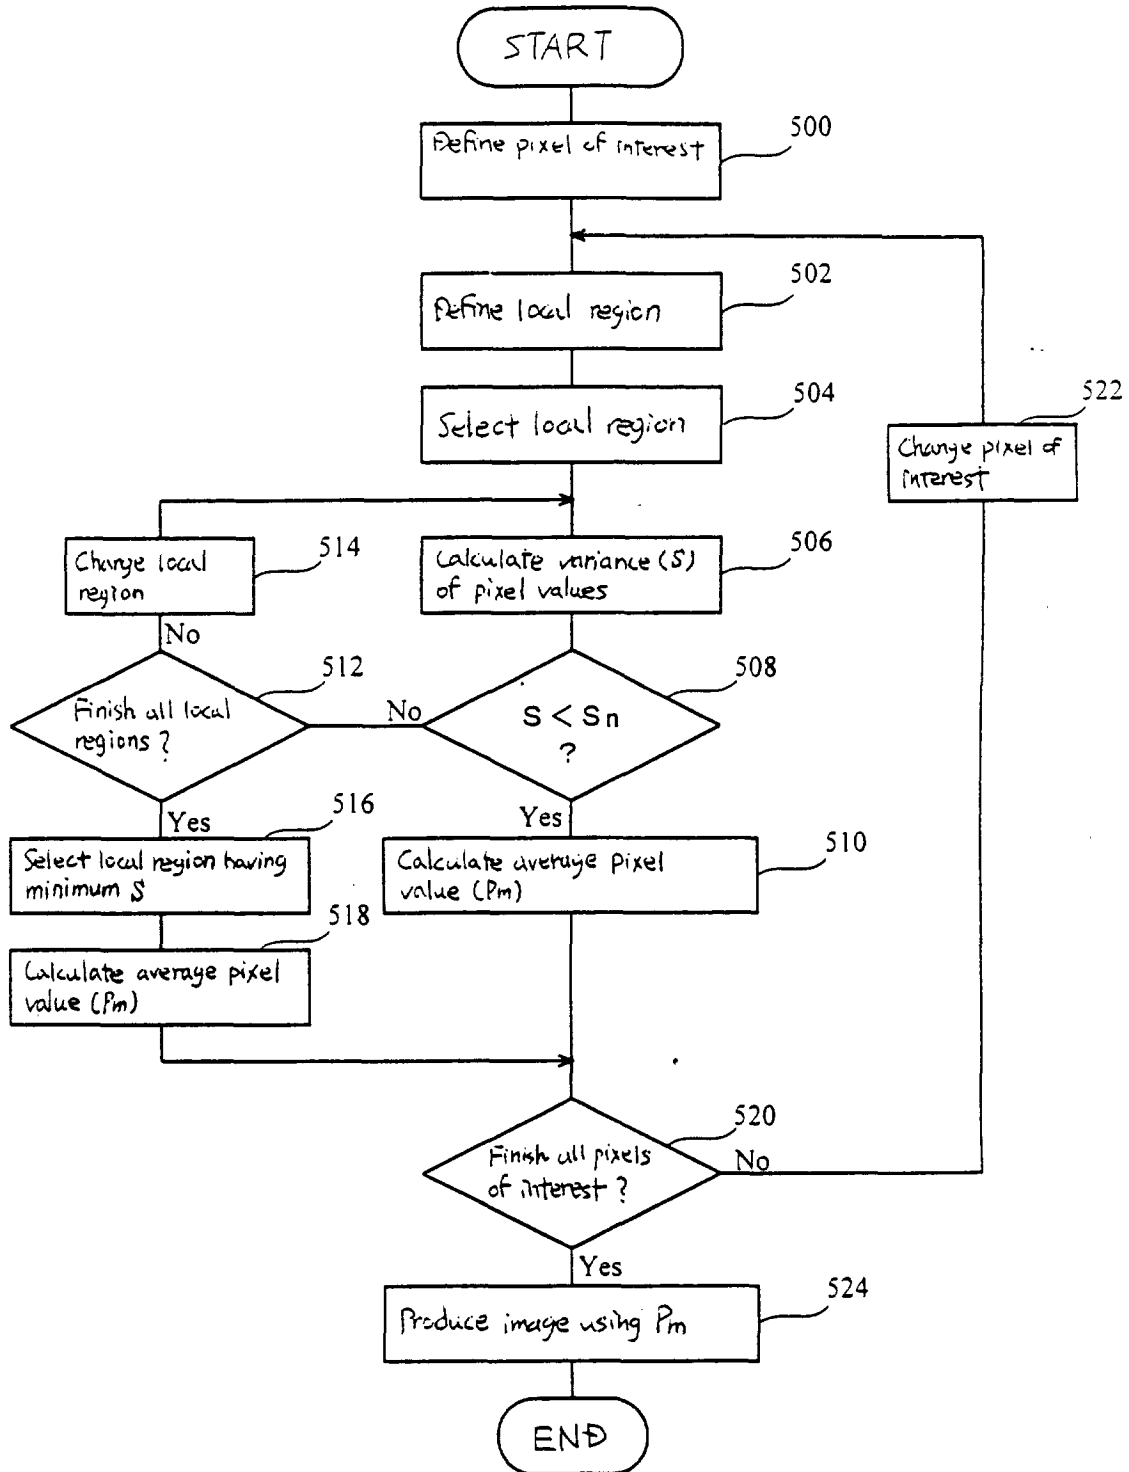 START
Define pixel of interest
500
Define local region
502
Select local region
504
Change pixel of
interest
522
Change local
region
514
Calculate variance (S)
of pixel values
506
No
Finish all local
regions ?
512
No
S < Sn
?
508
Yes
Yes
Select local region having
minimum S
516
Calculate average pixel
value (Pm)
510
Calculate average pixel
value (Pm)
518
Finish all pixels
of interest ?
520
No
Yes
Produce image using Pm
524
END